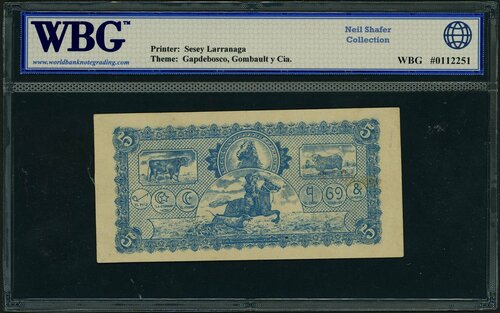 WBG™
www.worldbanknotegrading.com
Printer: Sesey Larranaga
Theme: Gapdebosco, Gombault y Cia.
Neil Shafer
Collection
WBG #0112251
5 5
5 5